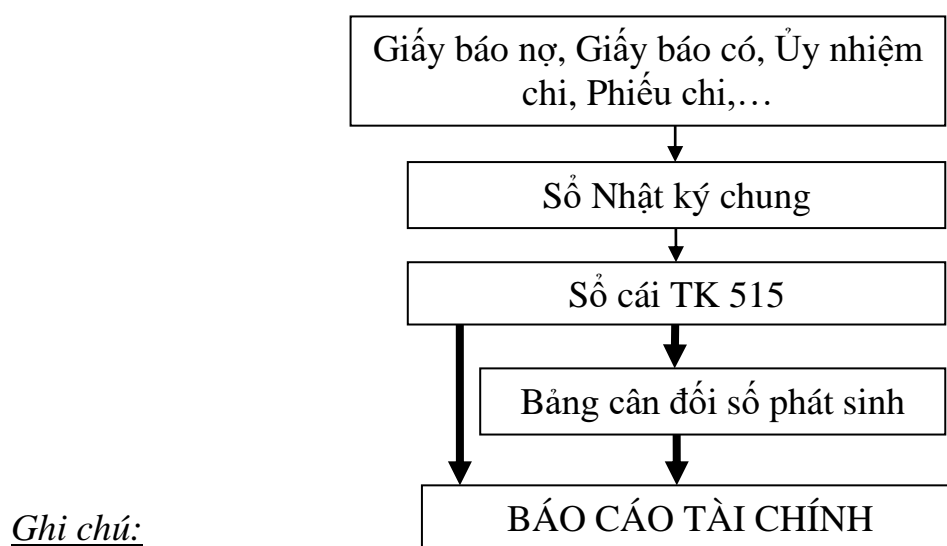 Giấy báo nợ, Giấy báo có, Ủy nhiệm
chi, Phiếu chi,…
Sổ Nhật ký chung
Sổ cái TK 515
Bảng cân đối số phát sinh
BÁO CÁO TÀI CHÍNH
Ghi chú: